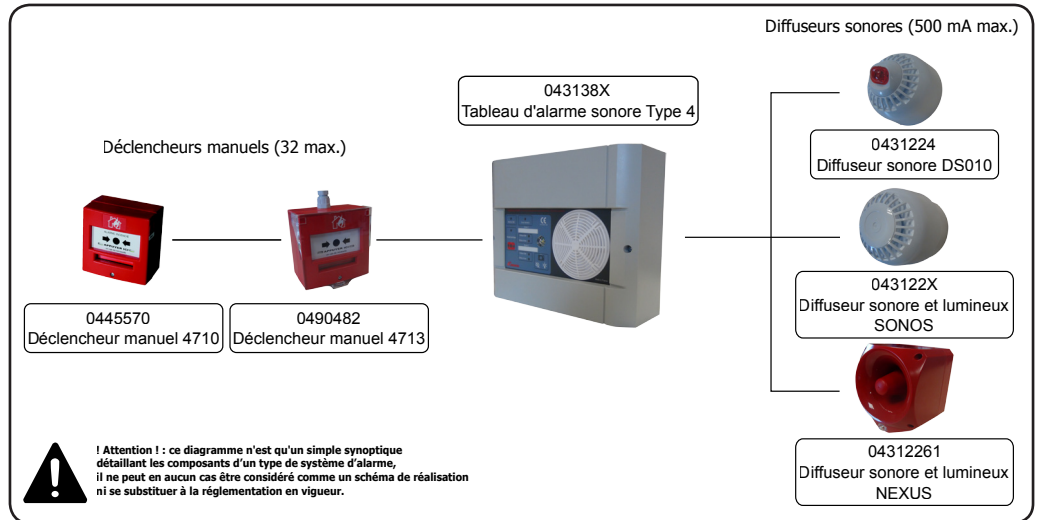 Diffuseurs sonores (500 mA max.)
043138X
Tableau d'alarme sonore Type 4
0431224
Diffuseur sonore DS010
Déclencheurs manuels (32 max.)
0445570
Déclencheur manuel 4710
0490482
Déclencheur manuel 4713
043122X
Diffuseur sonore et lumineux
SONOS
04312261
Diffuseur sonore et lumineux
NEXUS
! Attention ! : ce diagramme n'est qu'un simple synoptique
détaillant les composants d'un type de système d'alarme,
il ne peut en aucun cas être considéré comme un schéma de réalisation
ni se substituer à la réglementation en vigueur.